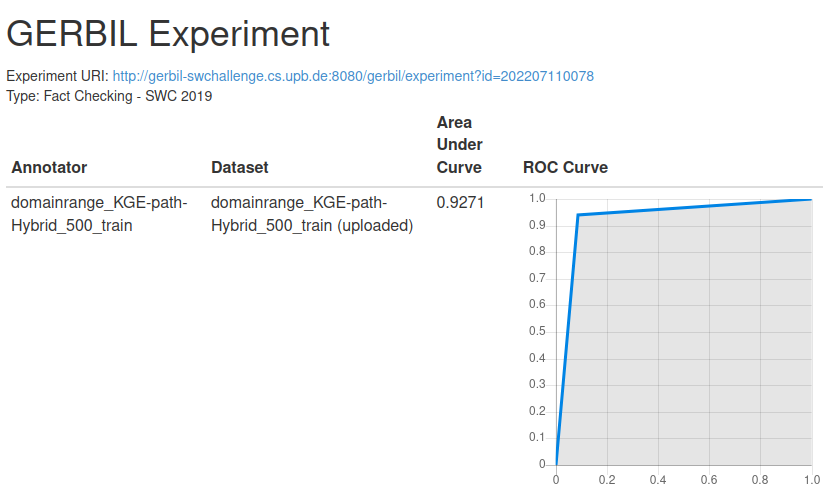 GERBIL Experiment
Experiment URI: http://gerbil-swchallenge.cs.upb.de:8080/gerbil/experiment?id=202207110078
Type: Fact Checking - SWC 2019
Annotator Dataset Area Under Curve ROC Curve
domainrange_KGE-path-Hybrid_500_train
domainrange_KGE-path-Hybrid_500_train (uploaded)
0.9271
1.0
0.9
0.8
0.7
0.6
0.5
0.4
0.3
0.2
0.1
0
0 0.2 0.4 0.6 0.8 1.0